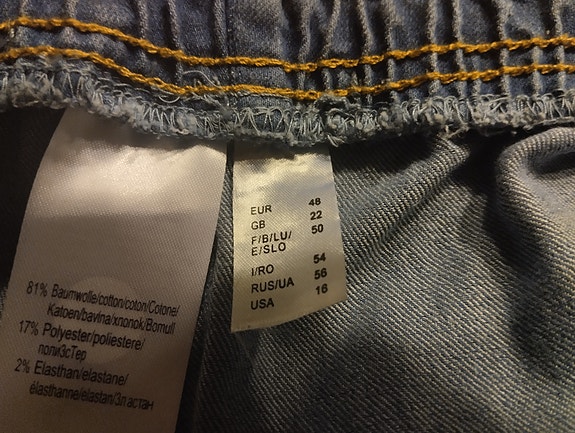 81% Baumwolle/cotton/coton/Cotone/
Katoen/bavlna/хлопок/Bomull
17% Polyester/poliestere/
полиЭсТер
2% Elasthan/elastane/
élasthanne/elastan/Эластан
EUR 48
GB 22
F/B/LU/ 50
E/SLO
I/RO 54
RUS/UA 56
USA 16